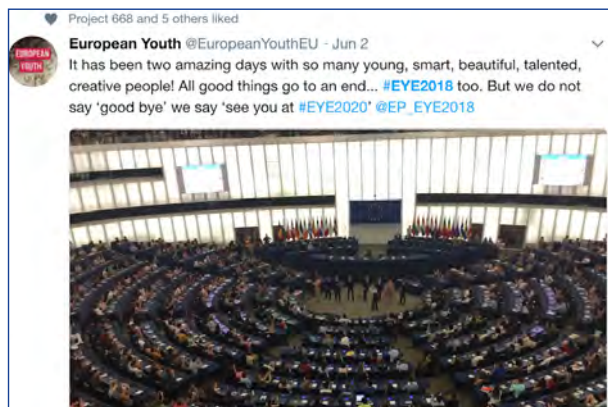 Project 668 and 5 others liked
European Youth @EuropeanYouthEU - Jun 2
EUROPEAN
YOUTH
It has been two amazing days with so many young, smart, beautiful, talented,
creative people! All good things go to an end... #EYE2018 too. But we do not
say ‘good bye’ we say ‘see you at #EYE2020’ @EP_EYE2018